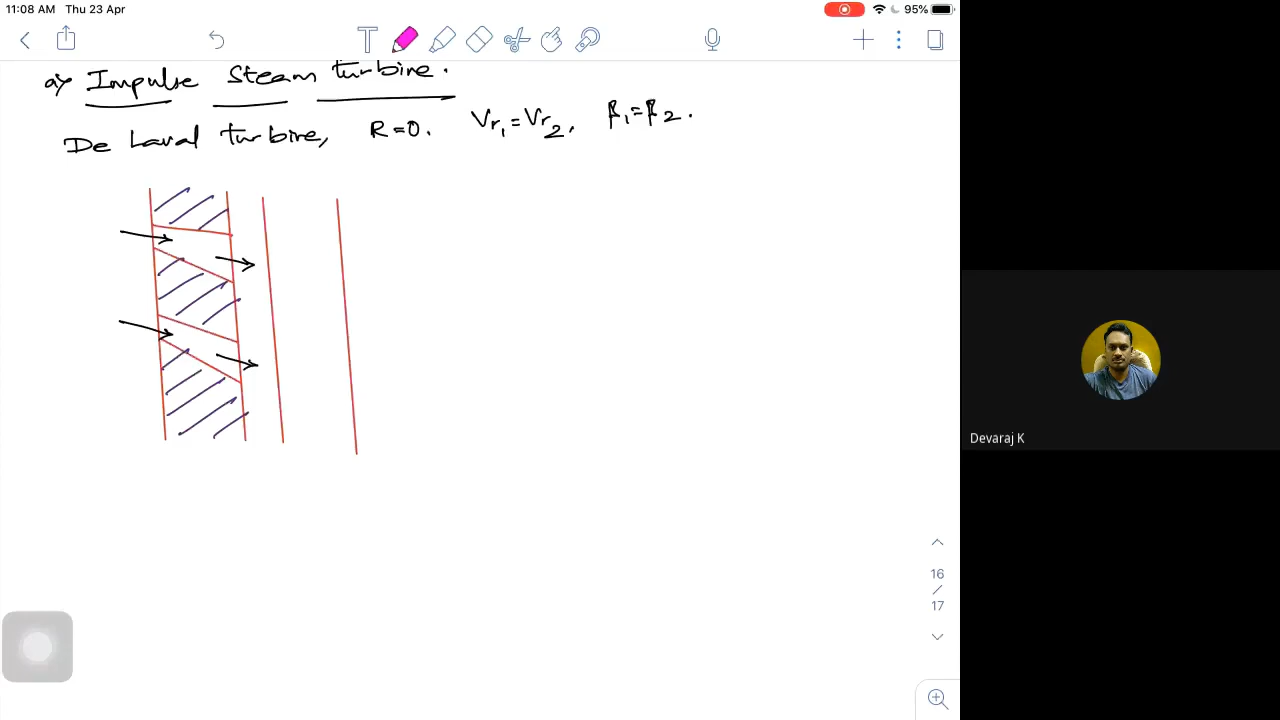 11:08 AM Thu 23 Apr 95%
a) Impulse Steam turbine.
De Laval turbine, R=0. Vr1=Vr2, β1=β2.
16
/
17
Devaraj K